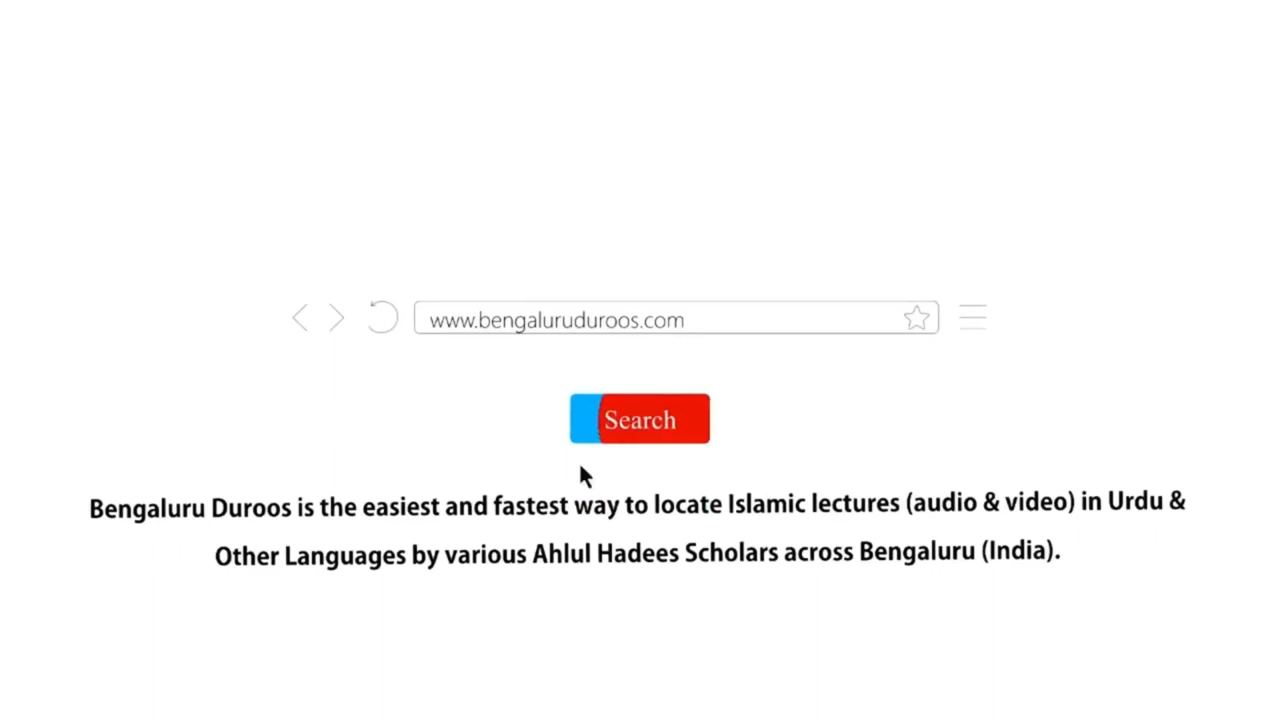 www.bengaluruduroos.com
Search
Bengaluru Duroos is the easiest and fastest way to locate Islamic lectures (audio & video) in Urdu &
Other Languages by various Ahlul Hadees Scholars across Bengaluru (India).